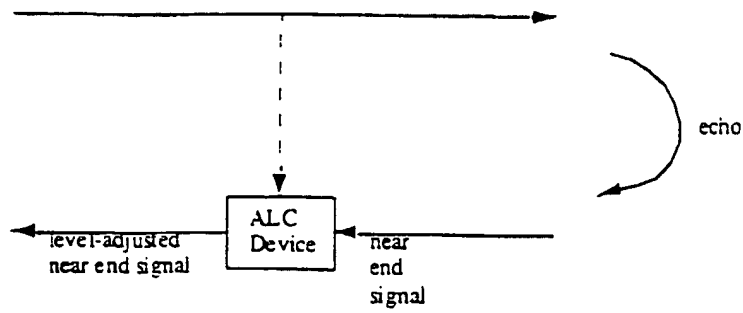 echo
ALC
Device
level-adjusted
near end signal
near
end
signal